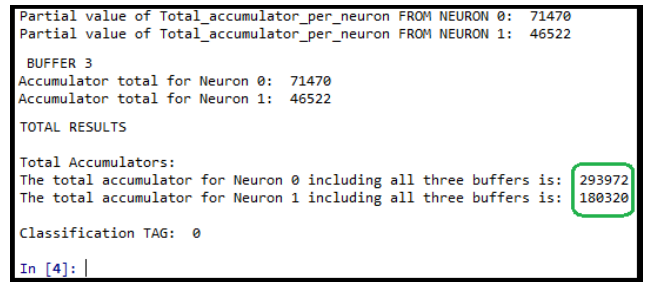 Partial value of Total_accumulator_per_neuron FROM NEURON 0:  71470
Partial value of Total_accumulator_per_neuron FROM NEURON 1:  46522
BUFFER 3
Accumulator total for Neuron 0:  71470
Accumulator total for Neuron 1:  46522
TOTAL RESULTS
Total Accumulators:
The total accumulator for Neuron 0 including all three buffers is:  293972
The total accumulator for Neuron 1 including all three buffers is:  180320
Classification TAG:  0
In [4]: